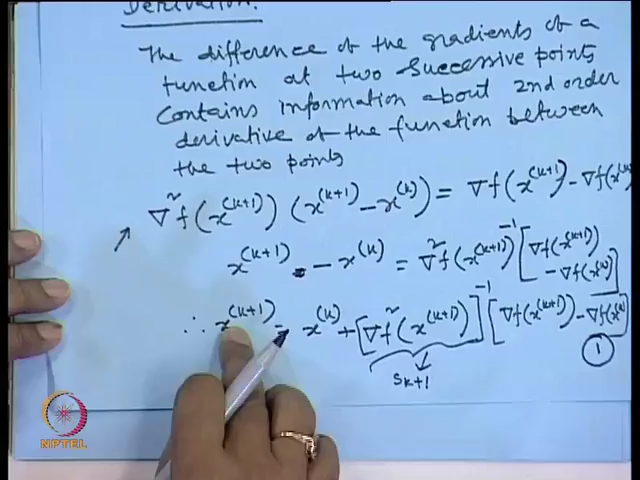 Derivation.
The difference of the gradients of a
function at two successive points
contains information about 2nd order
derivative of the function between
the two points
∇²f(x^(k+1)) (x^(k+1) - x^(k)) = ∇f(x^(k+1)) - ∇f(x^(k))
x^(k+1) - x^(k) = ∇²f(x^(k+1))^-1 [∇f(x^(k+1))
- ∇f(x^(k))]
∴ x^(k+1) = x^(k) + [∇²f(x^(k+1))]^-1 [∇f(x^(k+1)) - ∇f(x^(k))]
S_k+1
1
NPTEL